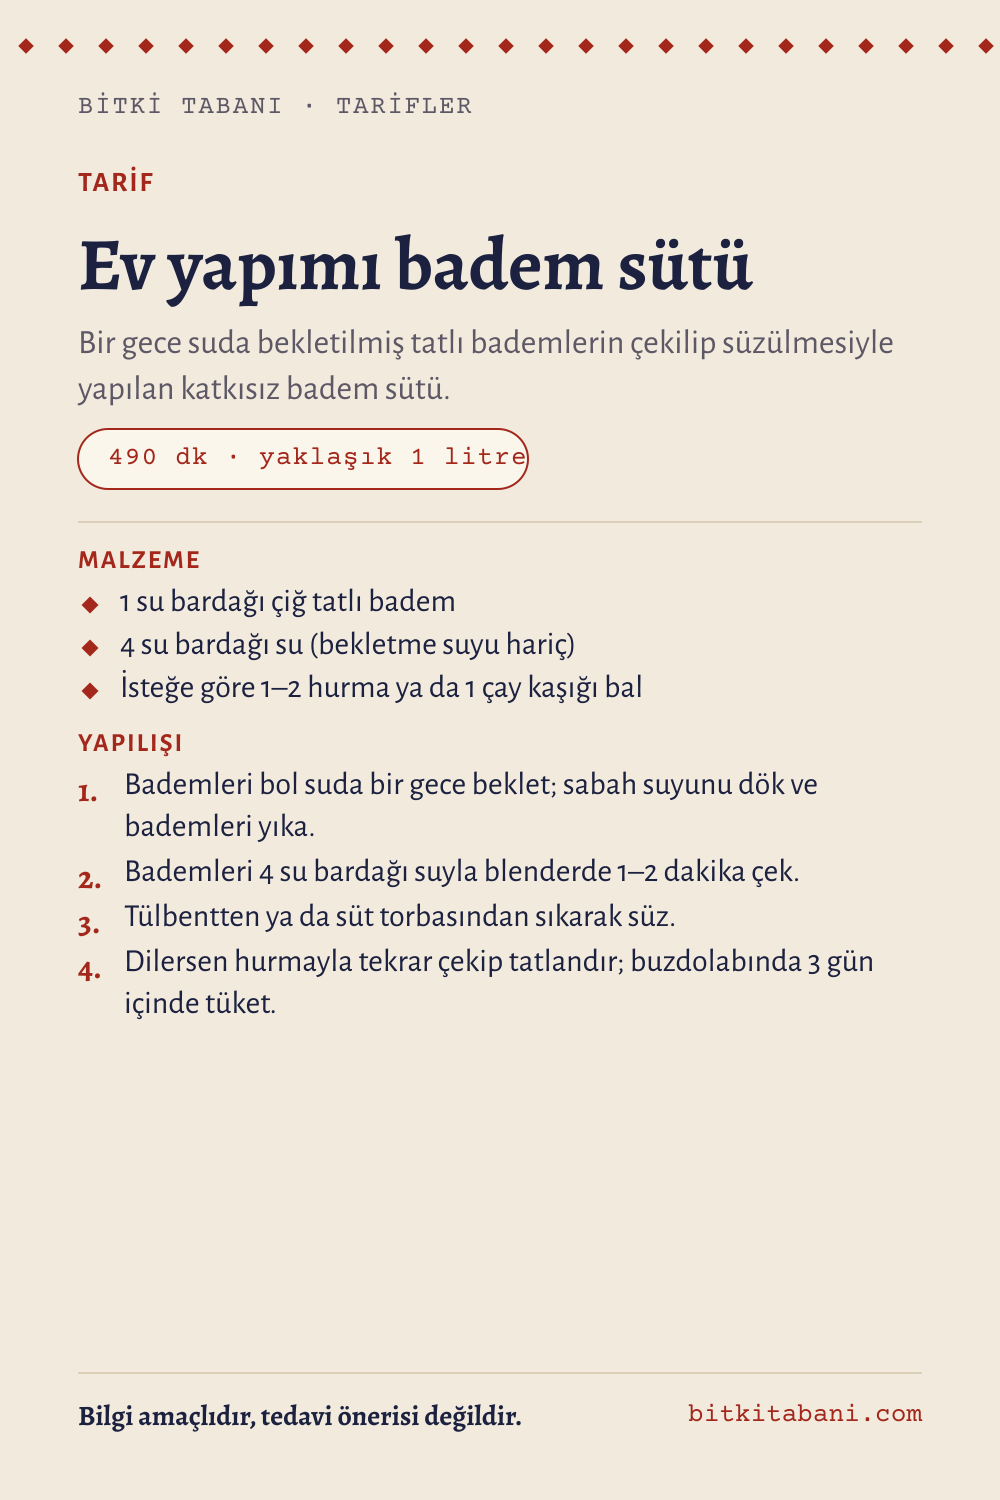 BİTKİ TABANI · TARİFLER
TARİF
Ev yapımı badem sütü
Bir gece suda bekletilmiş tatlı bademlerin çekilip süzülmesiyle
yapılan katkısız badem sütü.
490 dk · yaklaşık 1 litre
MALZEME
◆ 1 su bardağı çiğ tatlı badem
◆ 4 su bardağı su (bekletme suyu hariç)
◆ İsteğe göre 1–2 hurma ya da 1 çay kaşığı bal
YAPILIŞI
1. Bademleri bol suda bir gece beklet; sabah suyunu dök ve
bademleri yıka.
2. Bademleri 4 su bardağı suyla blenderde 1–2 dakika çek.
3. Tülbentten ya da süt torbasından sıkarak süz.
4. Dilersen hurmayla tekrar çekip tatlandır; buzdolabında 3 gün
içinde tüket.
Bilgi amaçlıdır, tedavi önerisi değildir.
bitkitabani.com